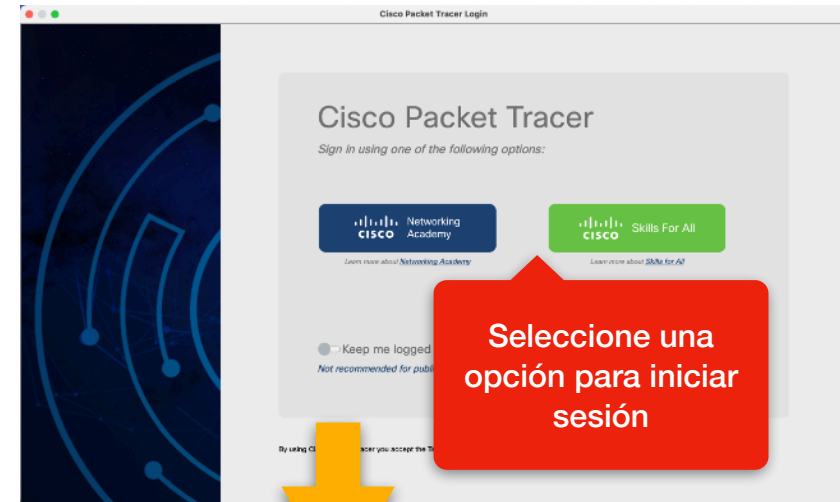 Cisco Packet Tracer Login
Cisco Packet Tracer
Sign in using one of the following options:
CISCO Networking Academy
CISCO Skills For All
Learn more about Networking Academy
Learn more about Skills for All
Keep me logged
Not recommended for publi
Seleccione una
opción para iniciar
sesión
By using Ci acer you accept the T